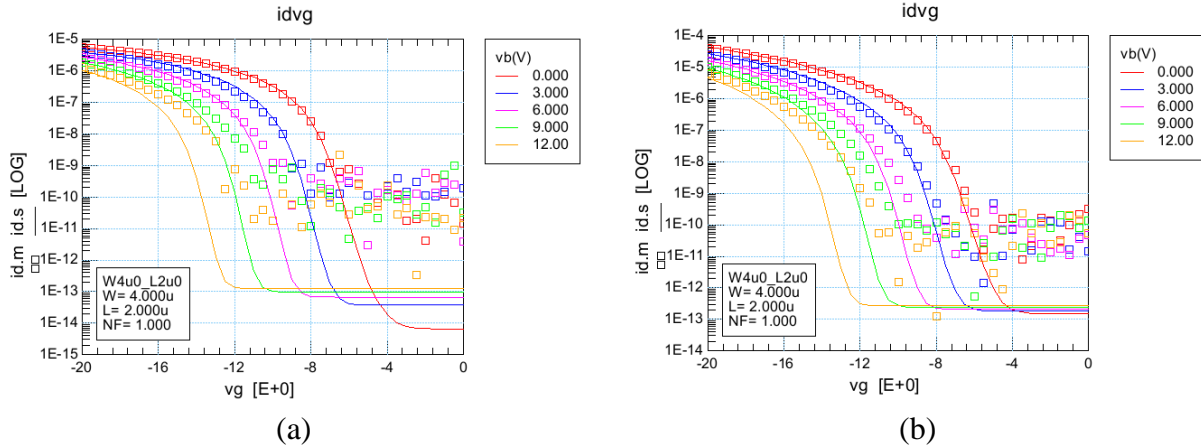 idvg
1E-5
1E-6
1E-7
1E-8
1E-9
1E-10
1E-11
1E-12
1E-13
1E-14
1E-15
id.m id.s [LOG]
W4u0_L2u0
W= 4.000u
L= 2.000u
NF= 1.000
-20 -16 -12 -8 -4 0
vg [E+0]
vb(V)
0.000
3.000
6.000
9.000
12.00
(a)
idvg
1E-4
1E-5
1E-6
1E-7
1E-8
1E-9
1E-10
1E-11
1E-12
1E-13
1E-14
id.m id.s [LOG]
W4u0_L2u0
W= 4.000u
L= 2.000u
NF= 1.000
-20 -16 -12 -8 -4 0
vg [E+0]
vb(V)
0.000
3.000
6.000
9.000
12.00
(b)